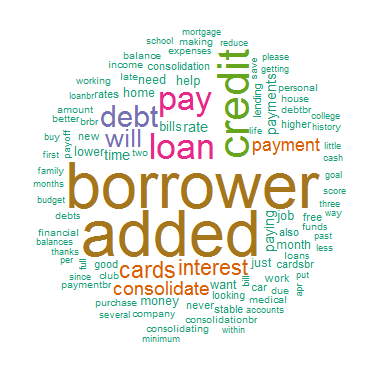 mortgage
school making reduce
balance expenses
income consolidation save please
late need help getting
working lending personal
loanbr rates home house
amount pay credit payments debtbr
better brbr debt higher college
buy new will bills rate life history
payoff lower time two loan payment little
first cash
family borrower goal
months score
budget added three
debts paying job free way
financial also funds
balances month past
thanks cards interest loans less
per full good just cardsbr
since club consolidate want bill work put
paymentbr looking car due apr
purchase money never stable medical
several company consolidationbr accounts
consolidating within
minimum